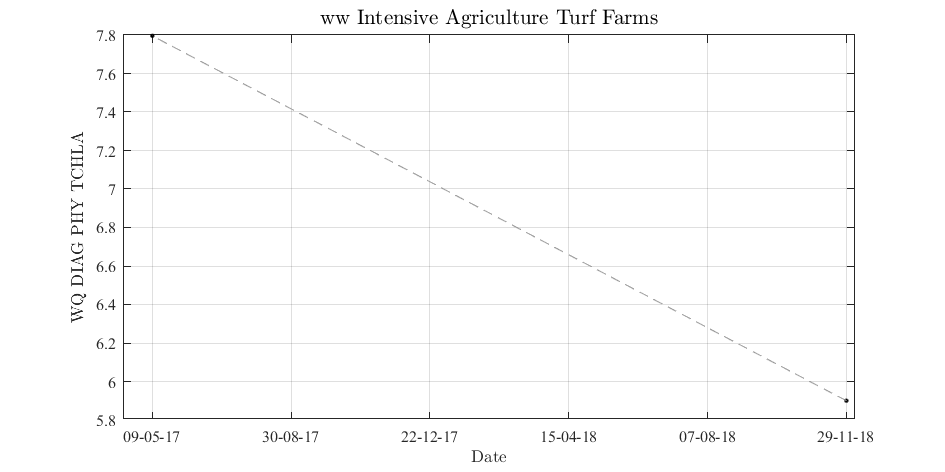 ww Intensive Agriculture Turf Farms
7.8
7.6
7.4
7.2
7
6.8
6.6
6.4
6.2
6
5.8
WQ DIAG PHY TCHLA
09-05-17 30-08-17 22-12-17 15-04-18 07-08-18 29-11-18
Date